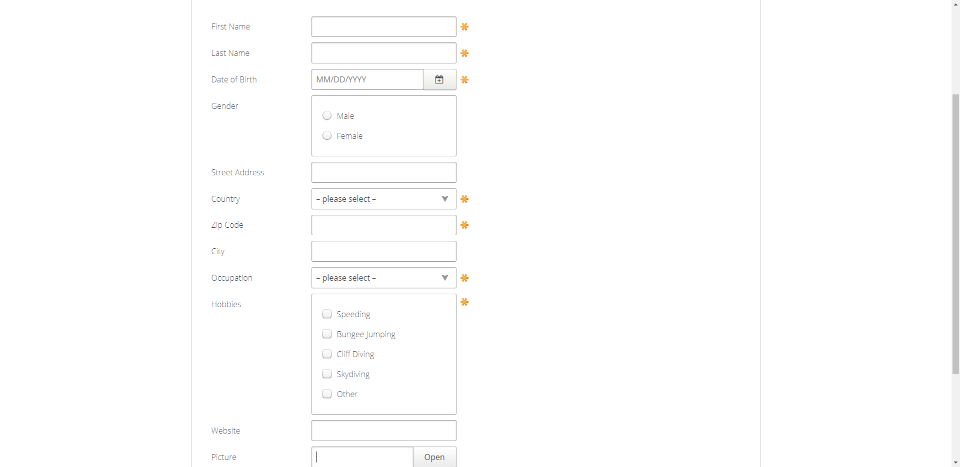 First Name
Last Name
Date of Birth MM/DD/YYYY
Gender
Male
Female
Street Address
Country – please select –
Zip Code
City
Occupation – please select –
Hobbies
Speeding
Bungee Jumping
Cliff Diving
Skydiving
Other
Website
Picture Open